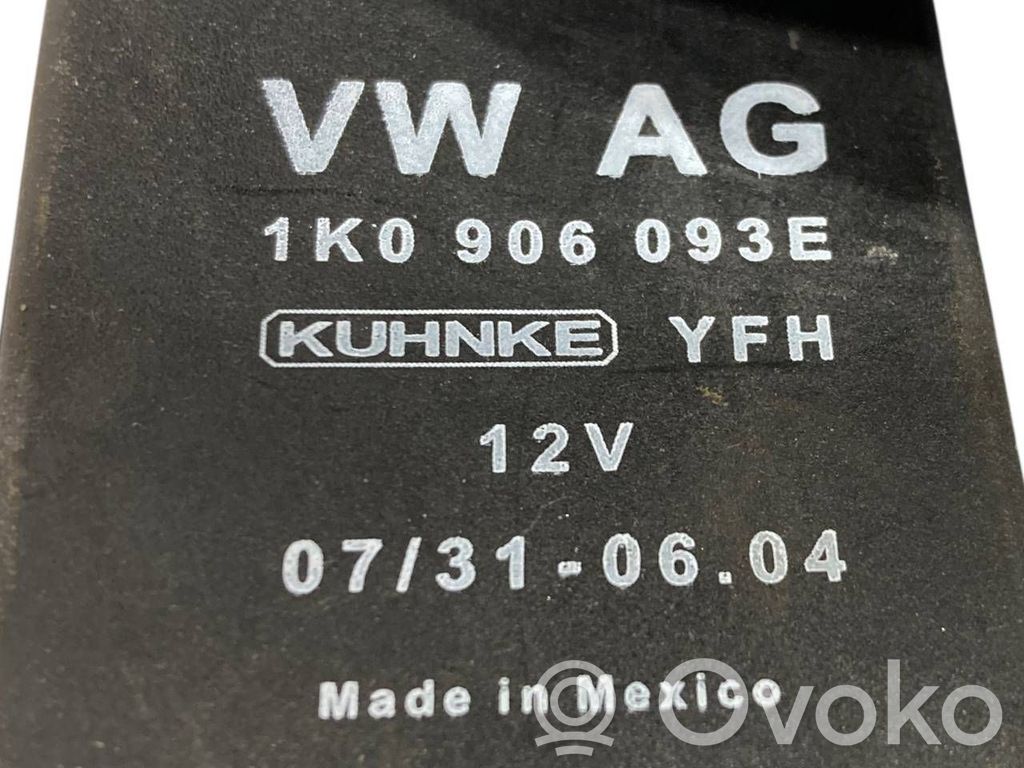 VW AG
1K0 906 093E
KUHNKE YFH
12V
07/31-06.04
Made in Mexico
Ovoko